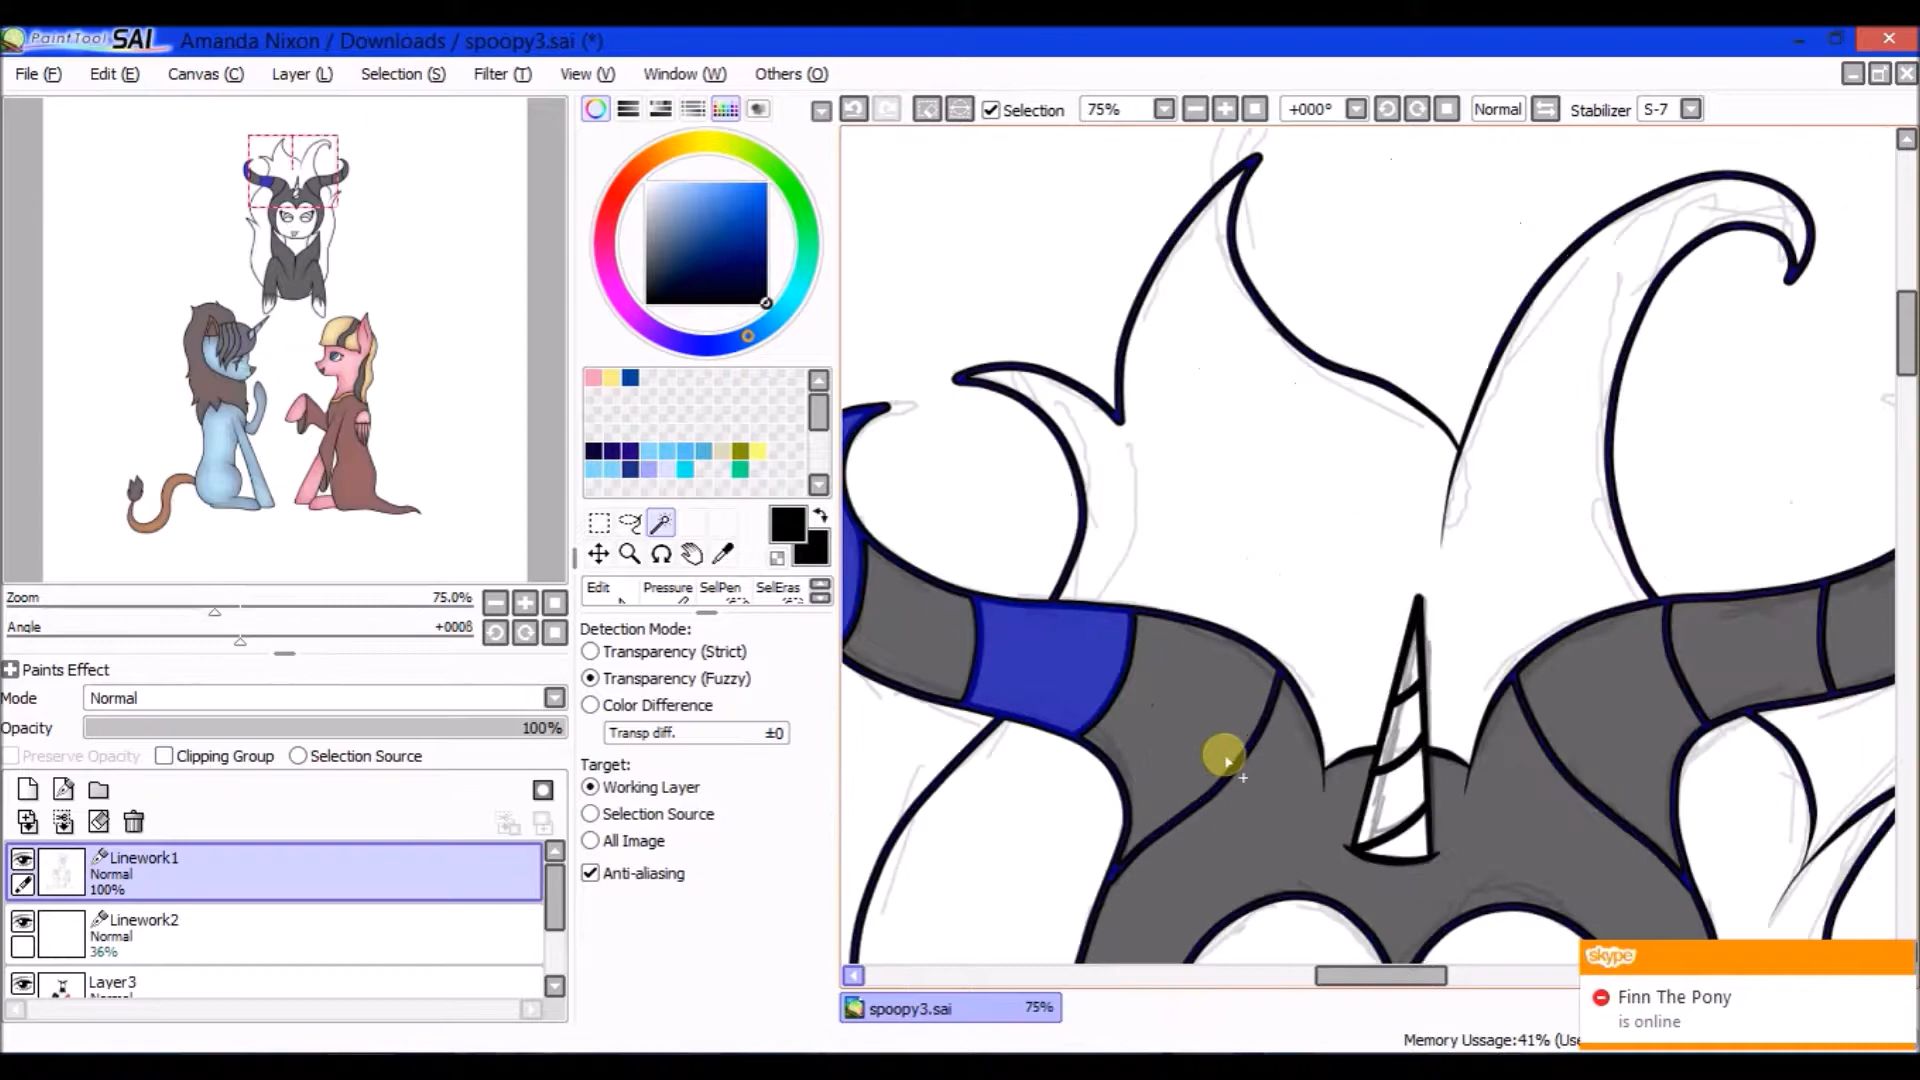 PaintTool SAI Amanda Nixon / Downloads / spoopy3.sai (*)
File (F) Edit (E) Canvas (C) Layer (L) Selection (S) Filter (T) View (V) Window (W) Others (O)
Selection 75% +000° Normal Stabilizer S-7
Zoom 75.0%
Angle +0008
Paints Effect
Mode Normal
Opacity 100%
Preserve Opacity Clipping Group Selection Source
Linework1
Normal
100%
Linework2
Normal
36%
Layer3
Normal
Edit Pressure SelPen SelEras
Detection Mode:
Transparency (Strict)
Transparency (Fuzzy)
Color Difference
Transp diff. ±0
Target:
Working Layer
Selection Source
All Image
Anti-aliasing
spoopy3.sai 75%
Memory Ussage:41% (Use
skype
Finn The Pony
is online